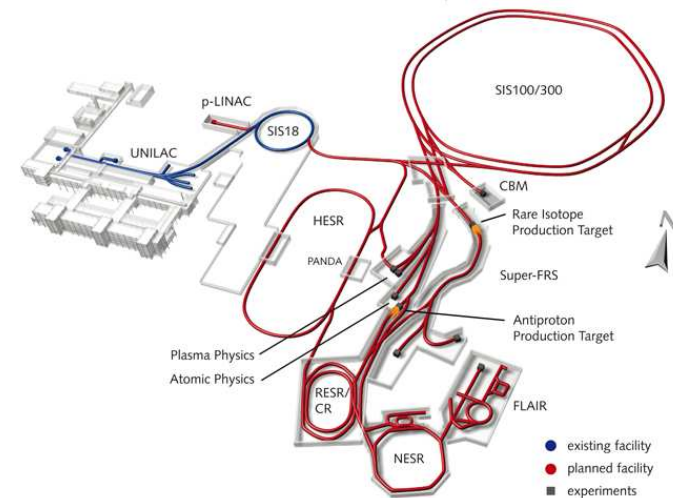 SIS100/300
p-LINAC
SIS18
UNILAC
CBM
HESR
Rare Isotope
Production Target
PANDA
Super-FRS
Antiproton
Production Target
Plasma Physics
Atomic Physics
RESR/
CR
FLAIR
NESR
existing facility
planned facility
experiments